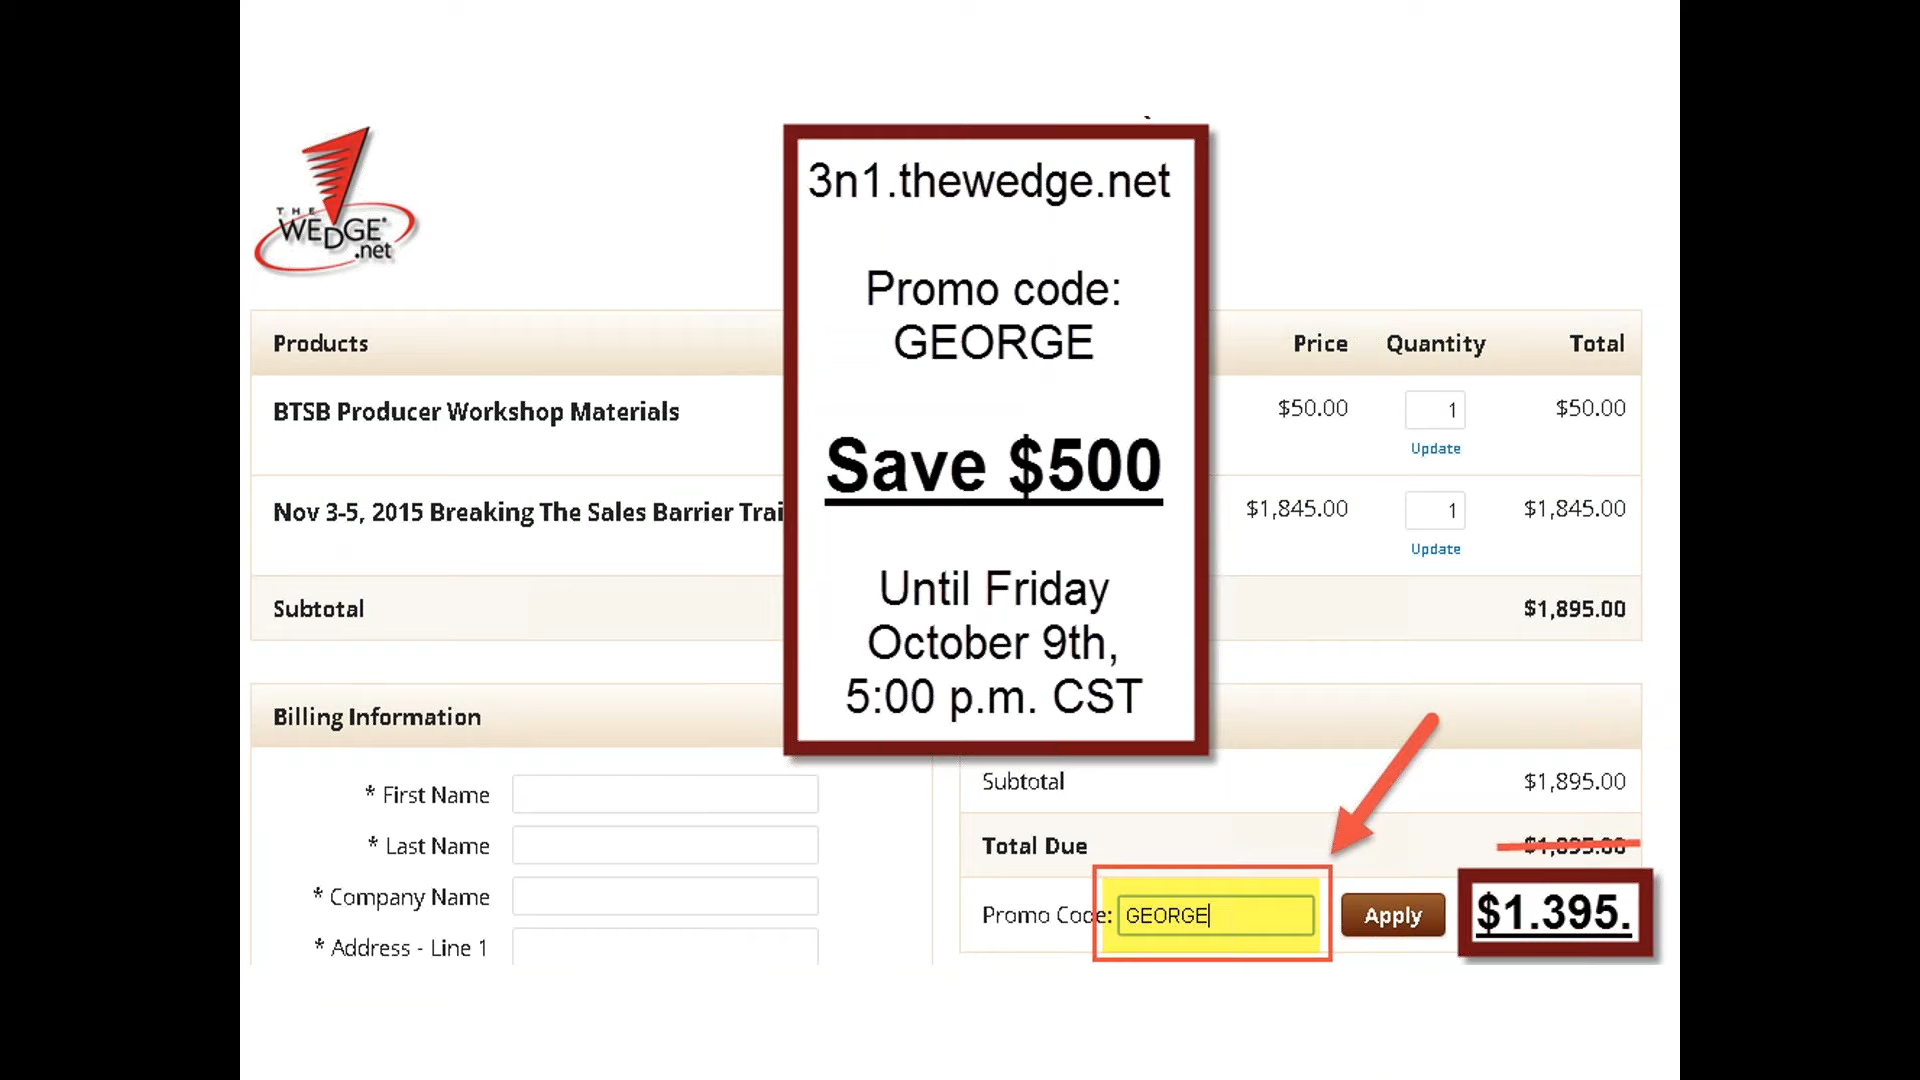 THE
WEDGE®
.net
3n1.thewedge.net
Promo code:
GEORGE
Save $500
Until Friday
October 9th,
5:00 p.m. CST
Products Price Quantity Total
BTSB Producer Workshop Materials $50.00 1 $50.00
Update
Nov 3-5, 2015 Breaking The Sales Barrier Trai $1,845.00 1 $1,845.00
Update
Subtotal $1,895.00
Billing Information
* First Name
* Last Name
* Company Name
* Address - Line 1
Subtotal $1,895.00
Total Due $1,895.00
Promo Code: GEORGE Apply $1.395.